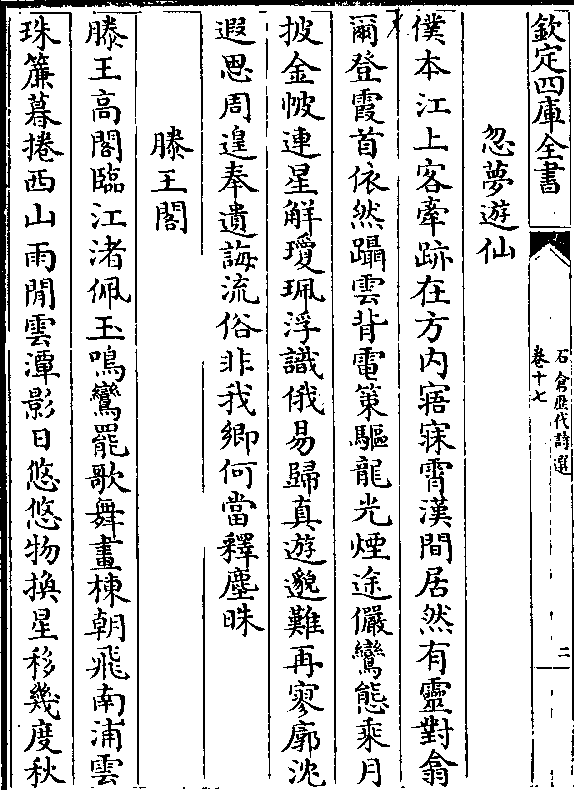 欽定四庫全書
石倉歴代詩選
卷十七
二
忽夢遊仙
僕本江上客牽跡在方内寤寐霄漢間居然有靈對翕
爾登霞首依然躡雲背電策驅龍光煙途儼鸞態乘月
披金帔連星解瓊珮浮識俄易歸真遊邈難再寥廓沈
遐思周遑奉遺誨流俗非我鄉何當釋塵昧
滕王閣
滕王高閣臨江渚佩玉鳴鸞罷歌舞畫棟朝飛南浦雲
珠簾暮捲西山雨閒雲潭影日悠悠物換星移幾度秋